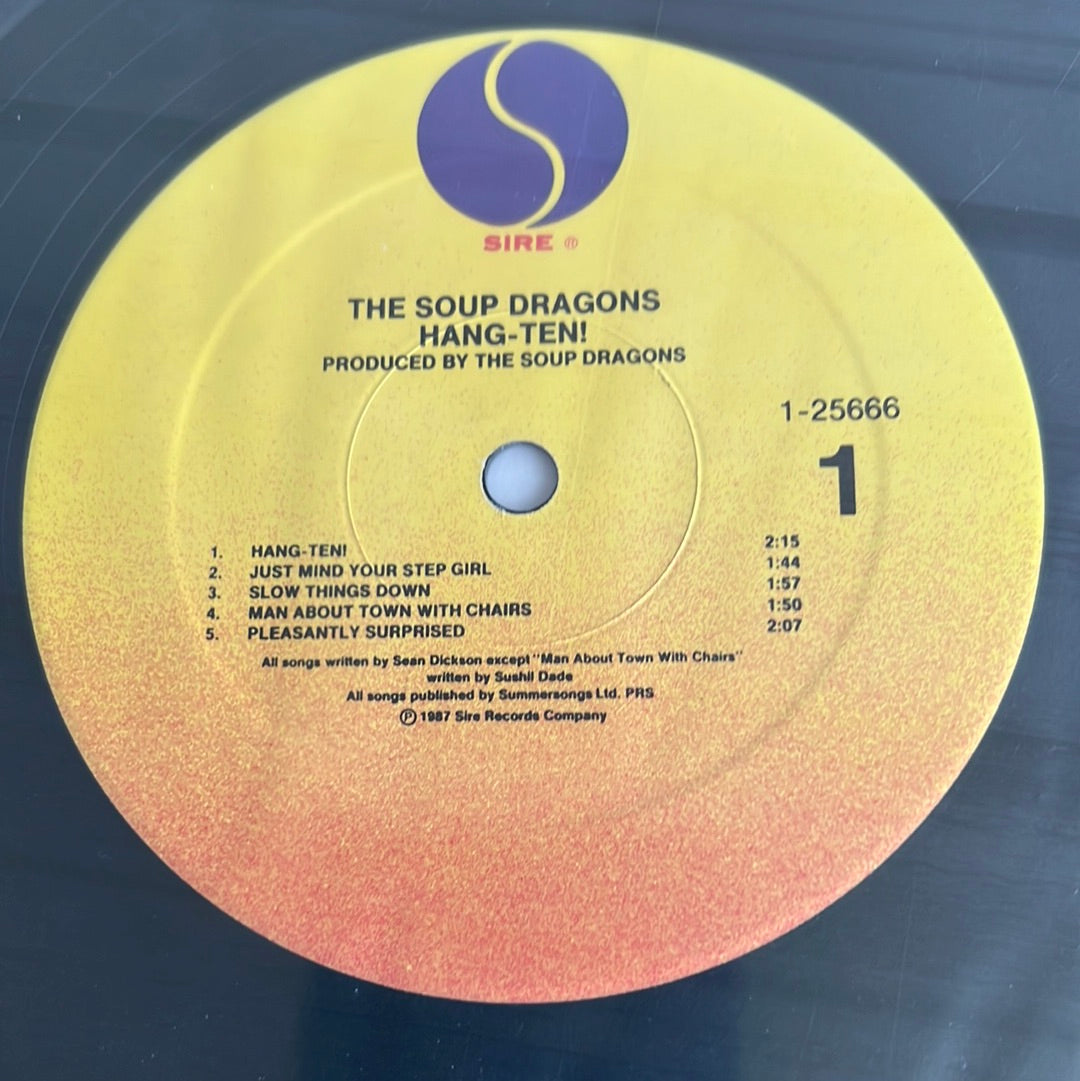 SIRE ®
THE SOUP DRAGONS
HANG-TEN!
PRODUCED BY THE SOUP DRAGONS
1-25666
1
1. HANG-TEN! 2:15
2. JUST MIND YOUR STEP GIRL 1:44
3. SLOW THINGS DOWN 1:57
4. MAN ABOUT TOWN WITH CHAIRS 1:50
5. PLEASANTLY SURPRISED 2:07
All songs written by Sean Dickson except "Man About Town With Chairs"
written by Sushil Dade
All songs published by Summersongs Ltd. PRS
℗ 1987 Sire Records Company